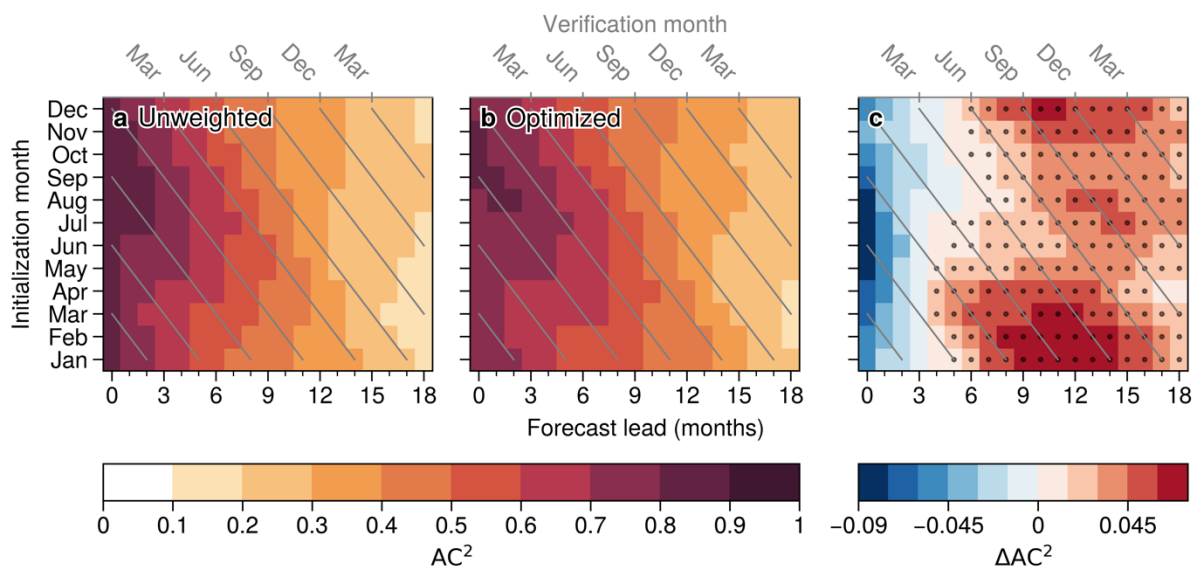 Verification month
Mar Jun Sep Dec Mar
Mar Jun Sep Dec Mar
Mar Jun Sep Dec Mar
Initialization month
Dec
Nov
Oct
Sep
Aug
Jul
Jun
May
Apr
Mar
Feb
Jan
a Unweighted
b Optimized
c
0 3 6 9 12 15 18
0 3 6 9 12 15 18
0 3 6 9 12 15 18
Forecast lead (months)
0 0.1 0.2 0.3 0.4 0.5 0.6 0.7 0.8 0.9 1
AC²
−0.09 −0.045 0 0.045
ΔAC²